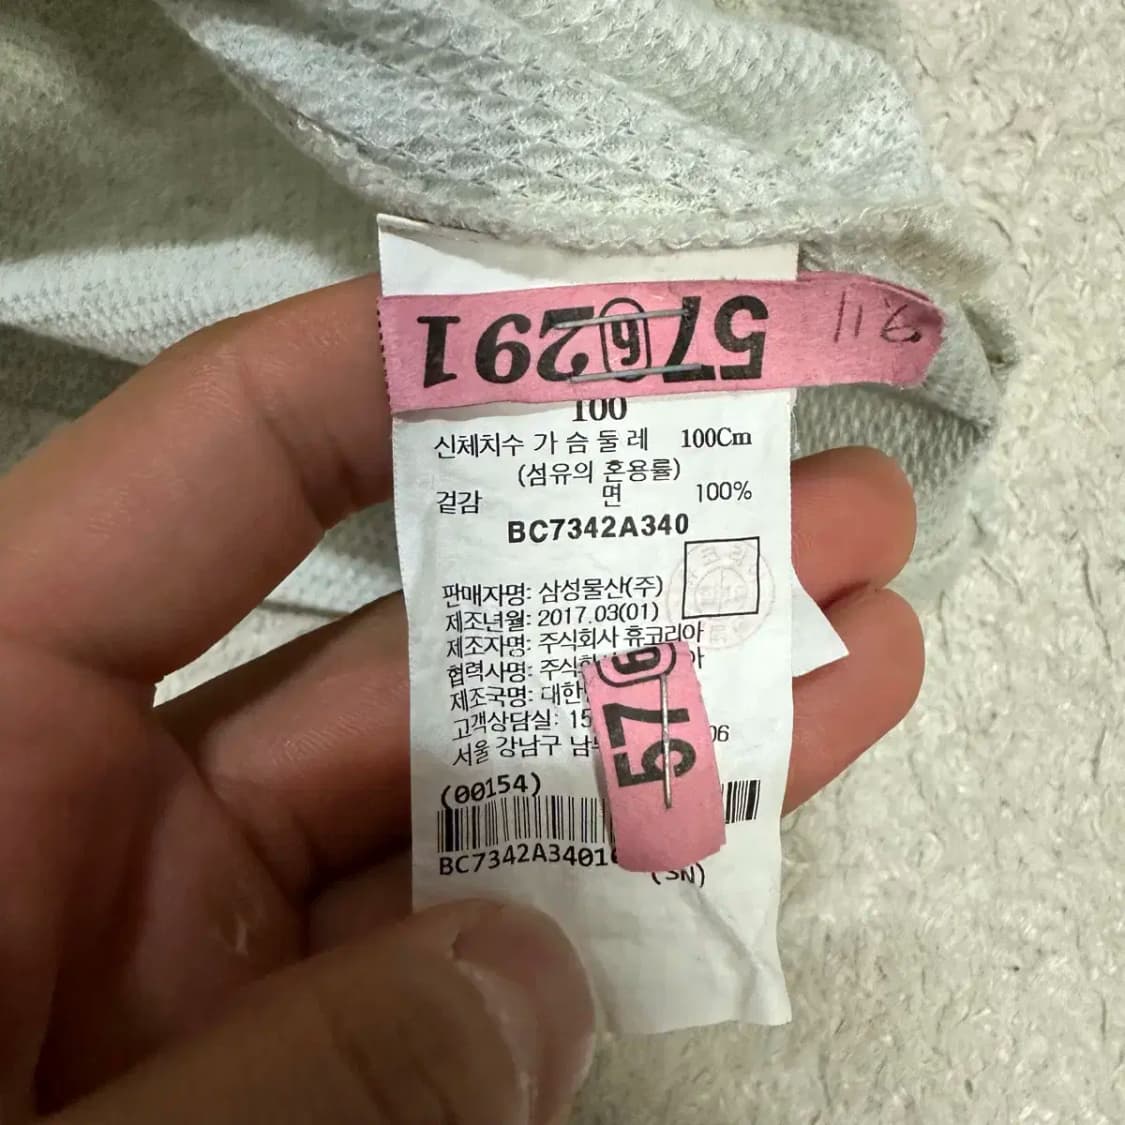 57 6 291
100
신체치수 가 슴 둘 레 100Cm
(섬유의 혼용률)
겉감 면 100%
BC7342A340
판매자명: 삼성물산(주)
제조년월: 2017.03(01)
제조자명: 주식회사 휴코리아
협력사명: 주식
제조국명: 대한
고객상담실: 15
서울 강남구 06
(00154)
BC7342A3401
57 6
(SN)